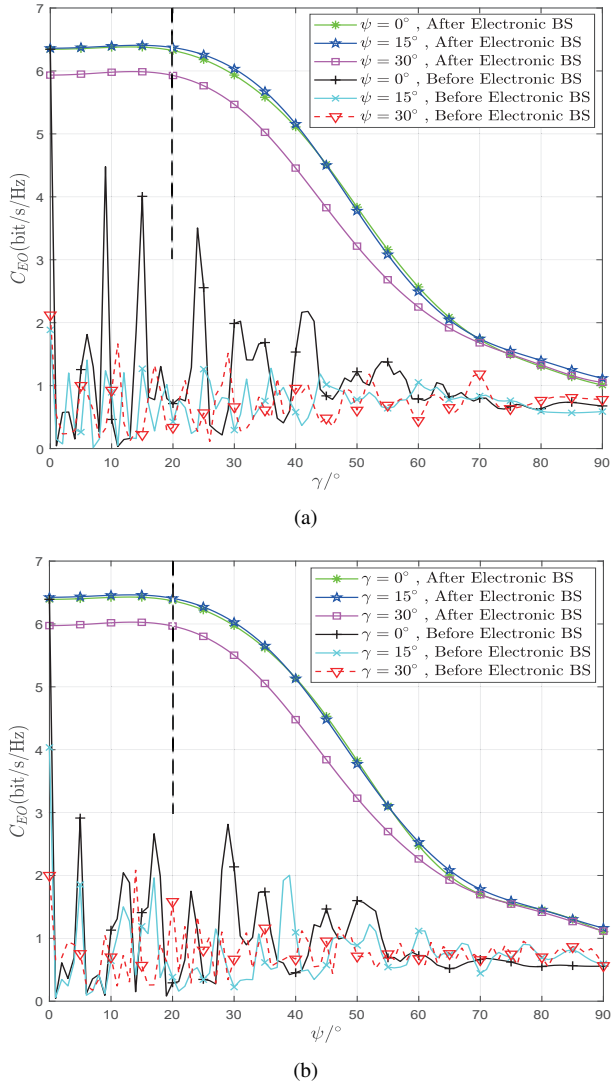 7
6
5
4
3
2
1
0
C_{EO}(bit/s/Hz)
ψ = 0° , After Electronic BS
ψ = 15° , After Electronic BS
ψ = 30° , After Electronic BS
ψ = 0° , Before Electronic BS
ψ = 15° , Before Electronic BS
ψ = 30° , Before Electronic BS
0 10 20 30 40 50 60 70 80 90
γ/°
(a)
7
6
5
4
3
2
1
0
C_{EO}(bit/s/Hz)
γ = 0° , After Electronic BS
γ = 15° , After Electronic BS
γ = 30° , After Electronic BS
γ = 0° , Before Electronic BS
γ = 15° , Before Electronic BS
γ = 30° , Before Electronic BS
0 10 20 30 40 50 60 70 80 90
ψ/°
(b)